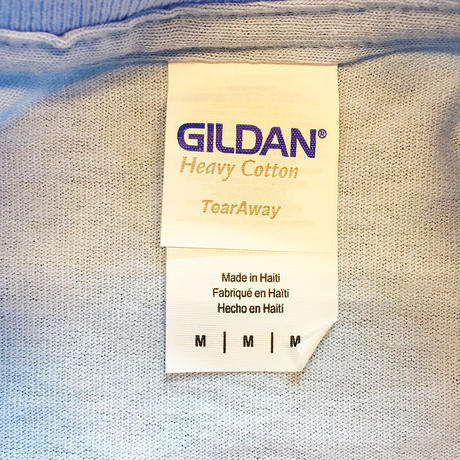 GILDAN®
Heavy Cotton
TearAway
Made in Haiti
Fabriqué en Haïti
Hecho en Haití
M | M | M